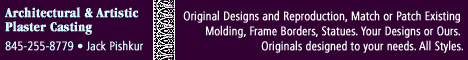 Architectural & Artistic
Plaster Casting
845-255-8779 • Jack Pishkur
Original Designs and Reproduction, Match or Patch Existing
Molding, Frame Borders, Statues. Your Designs or Ours.
Originals designed to your needs. All Styles.